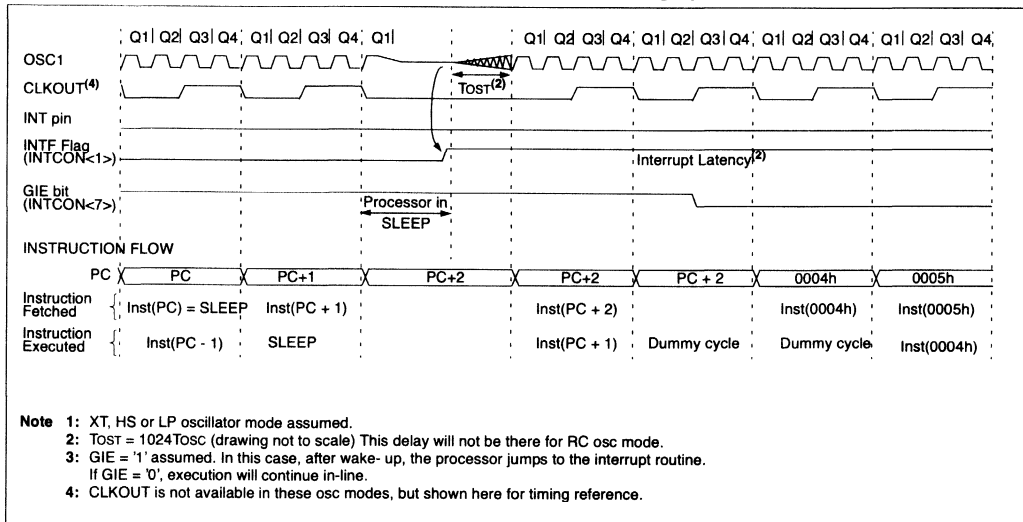 Q1| Q2| Q3| Q4 Q1| Q2| Q3| Q4 Q1| Q1| Q2| Q3| Q4 Q1| Q2| Q3| Q4 Q1| Q2| Q3| Q4 Q1| Q2| Q3| Q4
OSC1
CLKOUT(4)
TOST(2)
INT pin
INTF Flag
(INTCON<1>)
Interrupt Latency(2)
GIE bit
(INTCON<7>)
Processor in
SLEEP
INSTRUCTION FLOW
PC PC PC+1 PC+2 PC+2 PC + 2 0004h 0005h
Instruction
Fetched
Inst(PC) = SLEEP Inst(PC + 1) Inst(PC + 2) Inst(0004h) Inst(0005h)
Instruction
Executed
Inst(PC - 1) SLEEP Inst(PC + 1) Dummy cycle Dummy cycle Inst(0004h)
Note 1: XT, HS or LP oscillator mode assumed.
2: TOST = 1024TOSC (drawing not to scale) This delay will not be there for RC osc mode.
3: GIE = '1' assumed. In this case, after wake- up, the processor jumps to the interrupt routine.
If GIE = '0', execution will continue in-line.
4: CLKOUT is not available in these osc modes, but shown here for timing reference.